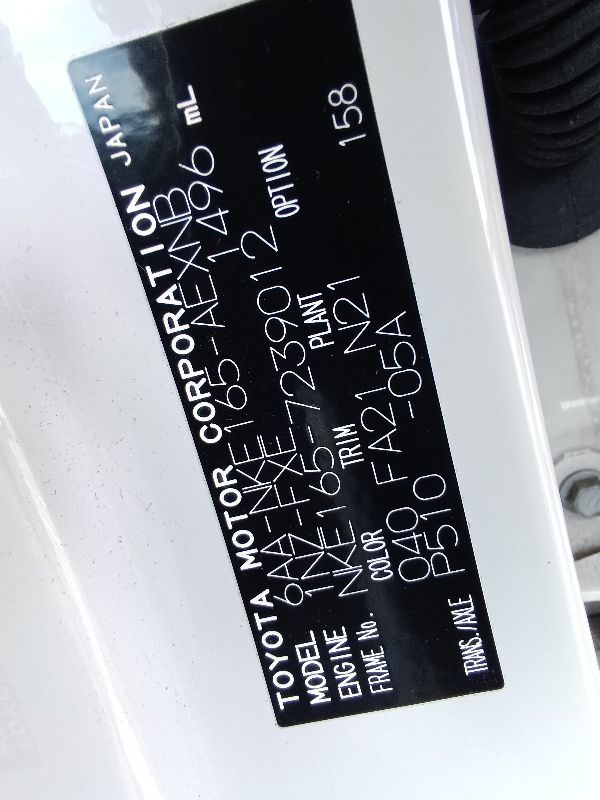 TOYOTA MOTOR CORPORATION JAPAN
MODEL 6AA-NKE165-AEXNB
ENGINE 1NZ-FXE 1496 mL
FRAME No. NKE165-7239012
COLOR TRIM PLANT OPTION
040 FA21 N21 158
TRANS./AXLE P510 -05A